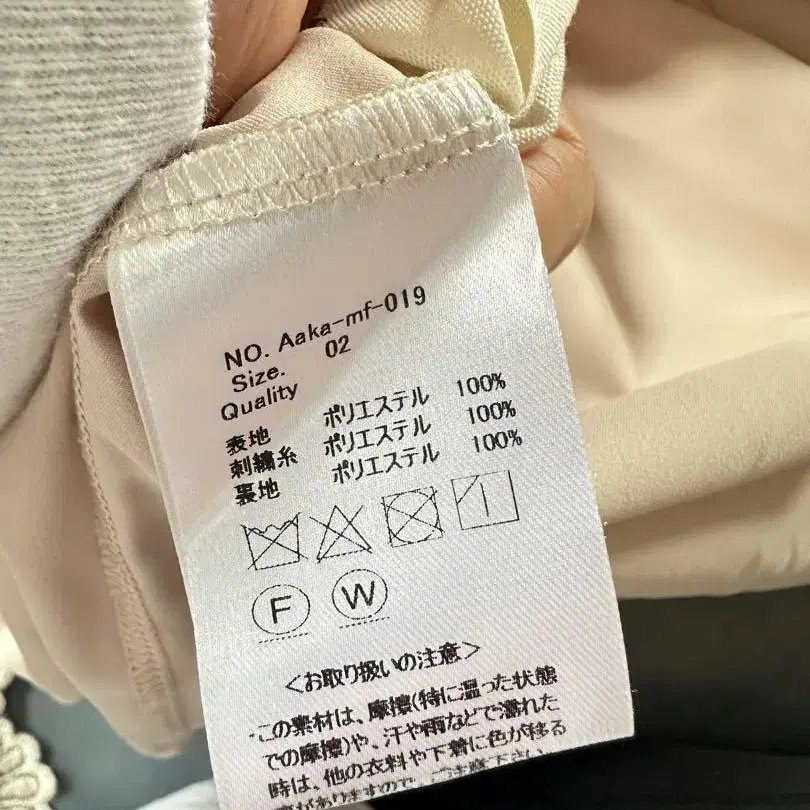 NO. Aaka-mf-019
Size. 02
Quality
表地 ポリエステル 100%
刺繍糸 ポリエステル 100%
裏地 ポリエステル 100%
F W
<お取り扱いの注意>
・この素材は、摩擦(特に湿った状態
での摩擦)や、汗や雨などで濡れた
時は、他の衣料や下着に色が移る